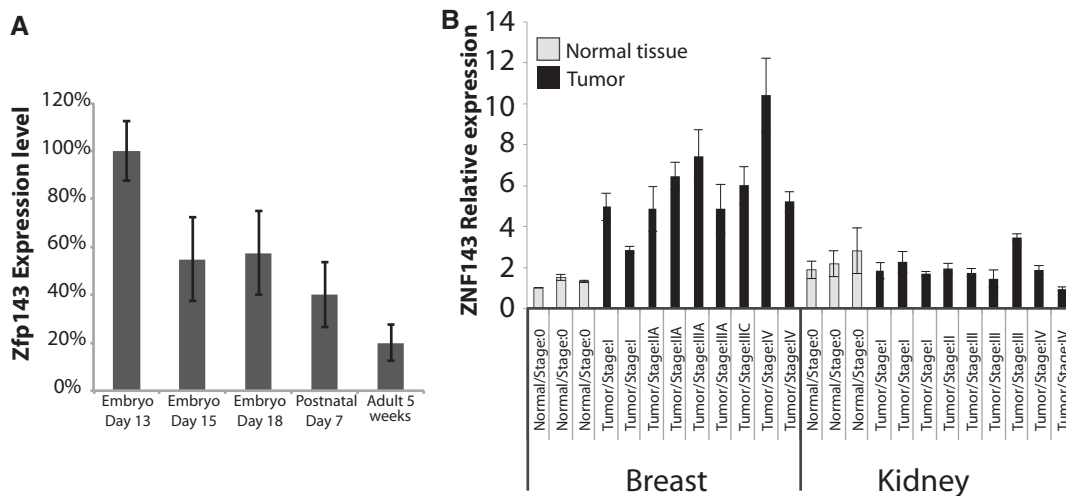 A
Zfp143 Expression level
120%
100%
80%
60%
40%
20%
0%
Embryo Day 13
Embryo Day 15
Embryo Day 18
Postnatal Day 7
Adult 5 weeks
B
ZNF143 Relative expression
14
12
10
8
6
4
2
0
Normal tissue
Tumor
Normal/Stage:0
Normal/Stage:0
Normal/Stage:0
Tumor/Stage:I
Tumor/Stage:I
Tumor/Stage:IIA
Tumor/Stage:IIA
Tumor/Stage:IIIA
Tumor/Stage:IIIA
Tumor/Stage:IIIC
Tumor/Stage:IV
Tumor/Stage:IV
Normal/Stage:0
Normal/Stage:0
Normal/Stage:0
Tumor/Stage:I
Tumor/Stage:I
Tumor/Stage:I
Tumor/Stage:II
Tumor/Stage:III
Tumor/Stage:III
Tumor/Stage:III
Tumor/Stage:IV
Tumor/Stage:IV
Breast
Kidney